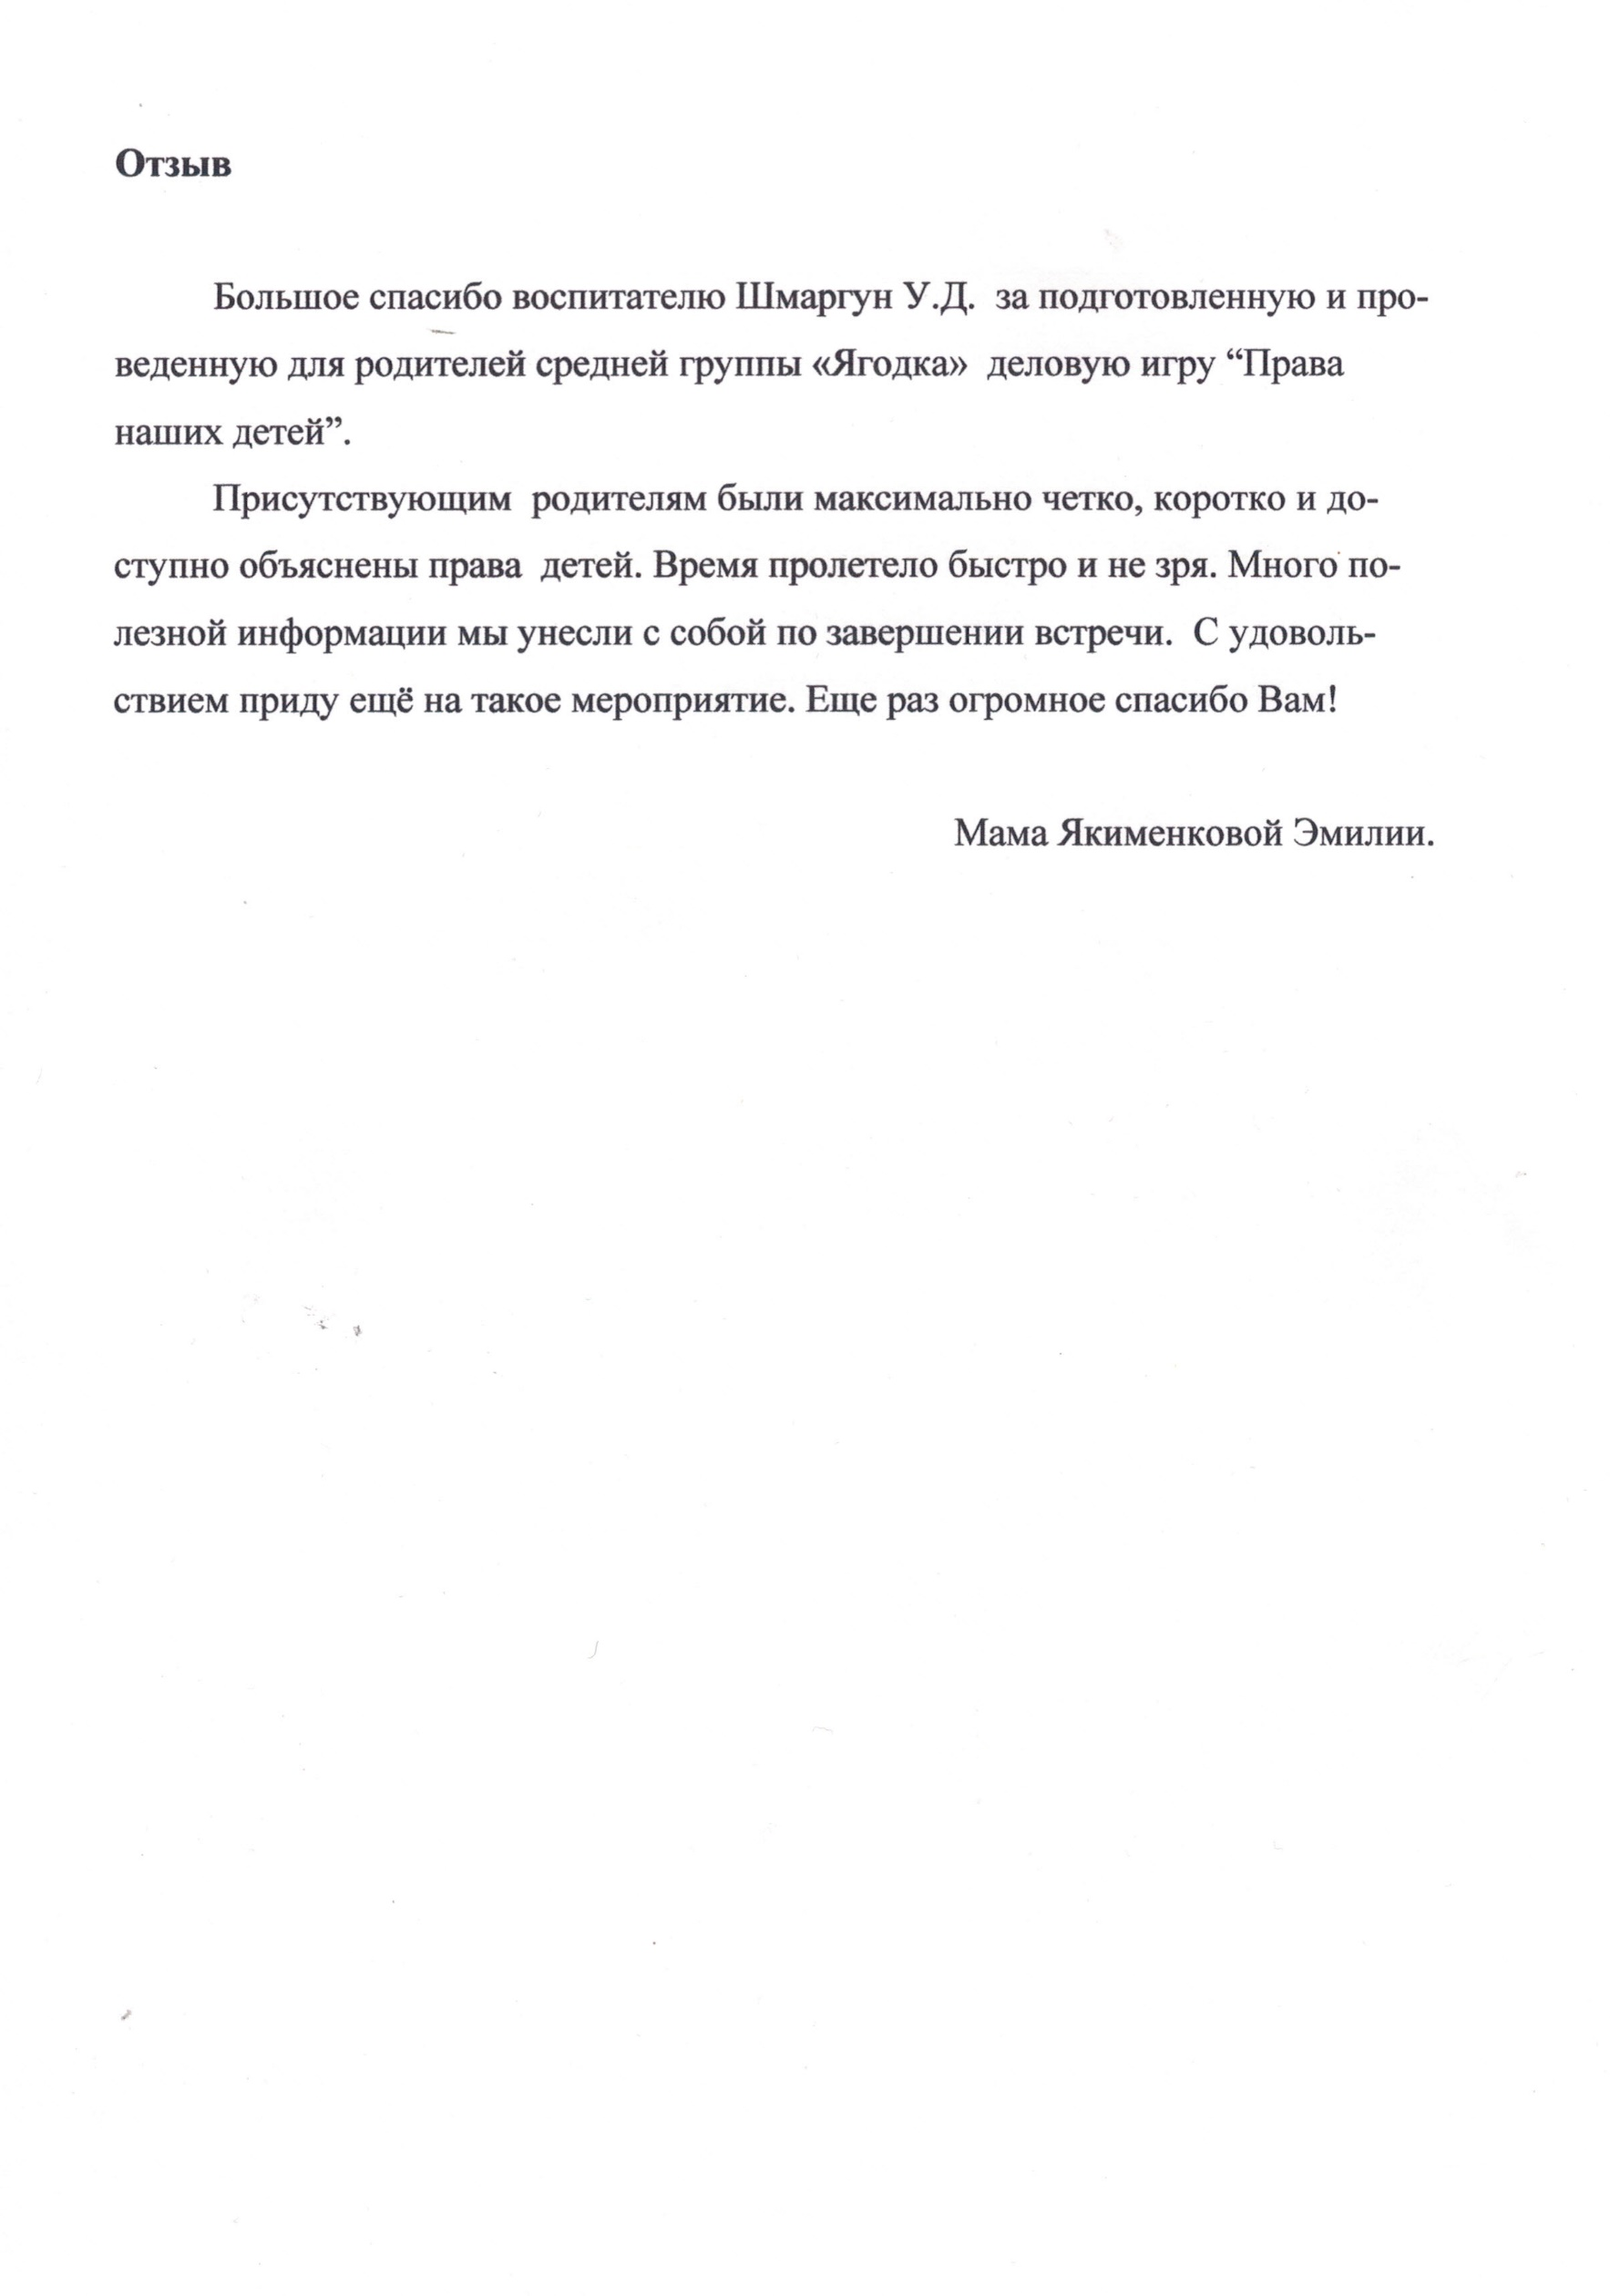 Отзыв
Большое спасибо воспитателю Шмаргун У.Д.  за подготовленную и про-
веденную для родителей средней группы «Ягодка»  деловую игру “Права
наших детей”.
Присутствующим  родителям были максимально четко, коротко и до-
ступно объяснены права  детей. Время пролетело быстро и не зря. Много по-
лезной информации мы унесли с собой по завершении встречи.  С удоволь-
ствием приду ещё на такое мероприятие. Еще раз огромное спасибо Вам!
Мама Якименковой Эмилии.